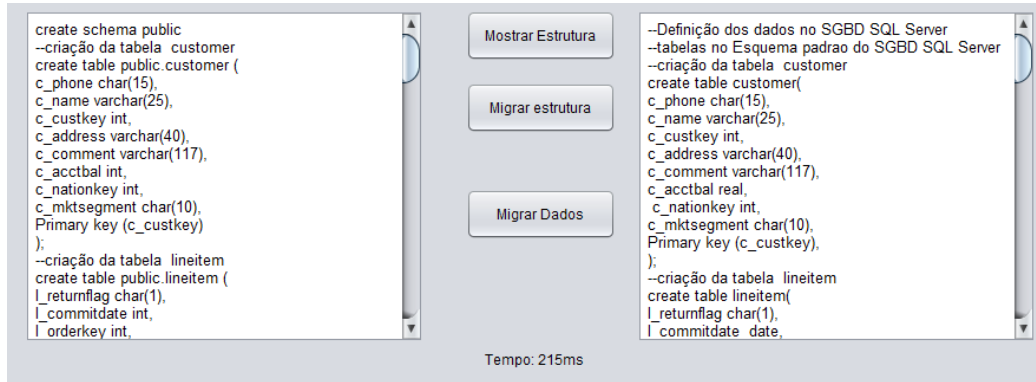 create schema public
--criação da tabela  customer
create table public.customer (
c_phone char(15),
c_name varchar(25),
c_custkey int,
c_address varchar(40),
c_comment varchar(117),
c_acctbal int,
c_nationkey int,
c_mktsegment char(10),
Primary key (c_custkey)
);
--criação da tabela  lineitem
create table public.lineitem (
l_returnflag char(1),
l_commitdate int,
l_orderkey int,
Mostrar Estrutura
Migrar estrutura
Migrar Dados
--Definição dos dados no SGBD SQL Server
--tabelas no Esquema padrao do SGBD SQL Server
--criação da tabela  customer
create table customer(
c_phone char(15),
c_name varchar(25),
c_custkey int,
c_address varchar(40),
c_comment varchar(117),
c_acctbal real,
c_nationkey int,
c_mktsegment char(10),
Primary key (c_custkey),
);
--criação da tabela  lineitem
create table lineitem(
l_returnflag char(1),
l_commitdate  date,
Tempo: 215ms